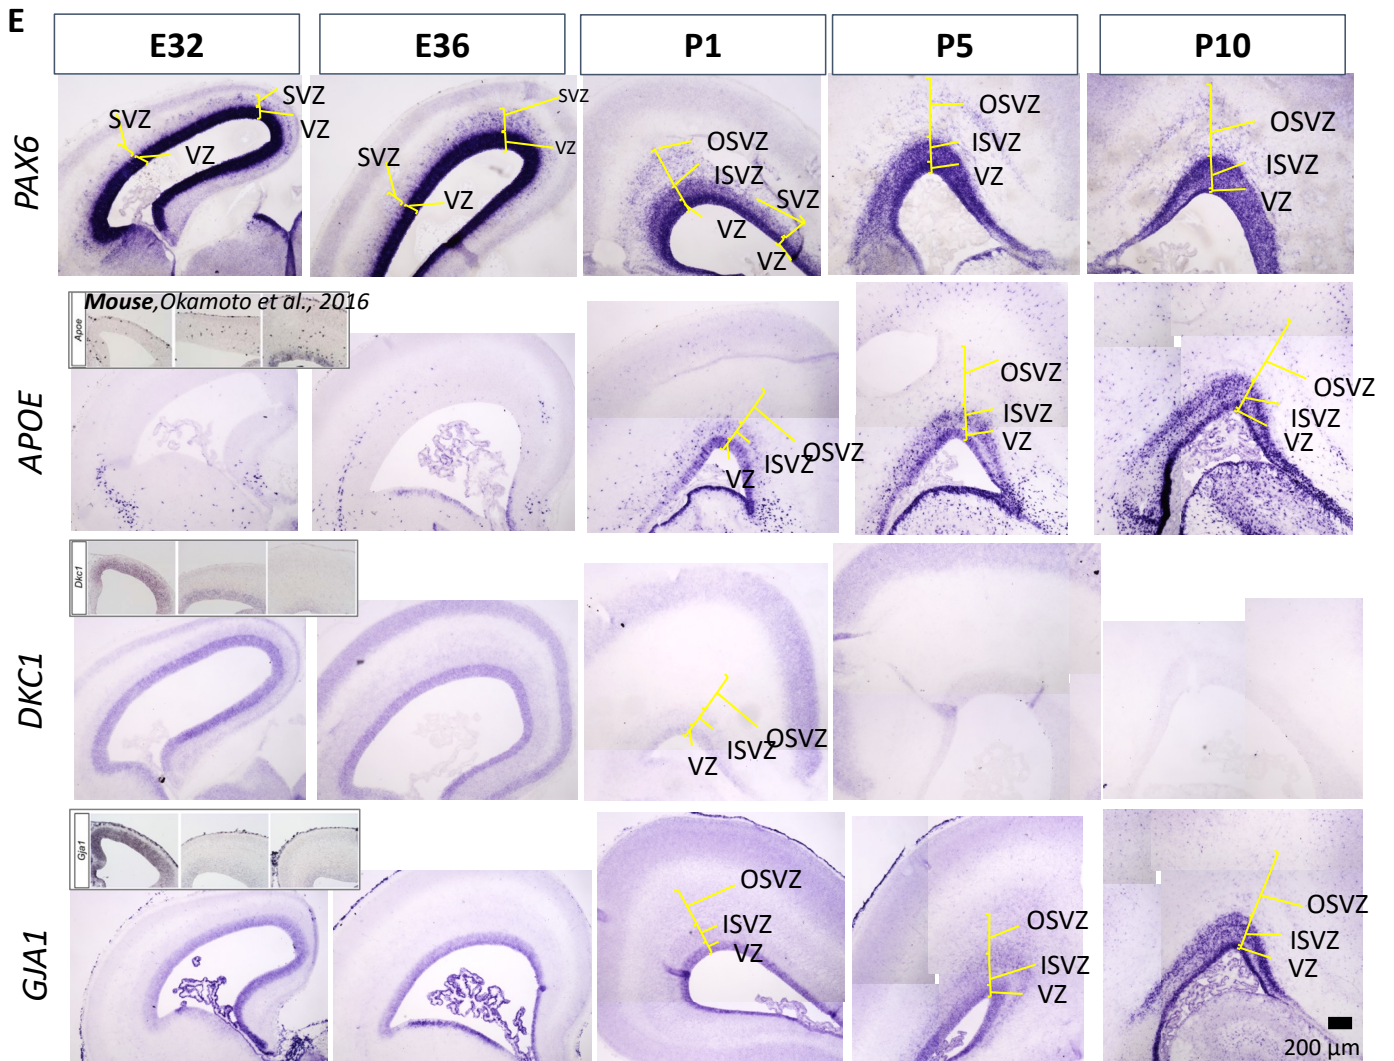 E
E32 E36 P1 P5 P10
PAX6
SVZ
VZ
SVZ
VZ
SVZ
VZ
SVZ
VZ
OSVZ
ISVZ
SVZ
VZ
VZ
OSVZ
ISVZ
VZ
OSVZ
ISVZ
VZ
Mouse, Okamoto et al., 2016
Apoe
APOE
OSVZ
ISVZ
VZ
OSVZ
ISVZ
VZ
OSVZ
ISVZ
VZ
Dkc1
DKC1
OSVZ
ISVZ
VZ
Gja1
GJA1
OSVZ
ISVZ
VZ
OSVZ
ISVZ
VZ
OSVZ
ISVZ
VZ
200 µm